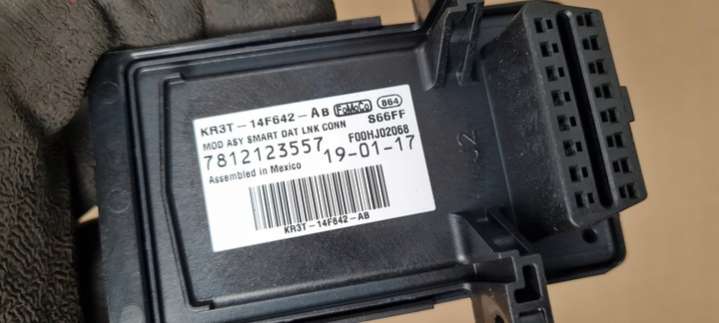 KR3T-14F642-AB FoMoCo 864
MOD ASY SMART DAT LNK CONN S66FF
7812123557 F00HJ02068
Assembled in Mexico 19-01-17
KR3T-14F642-AB